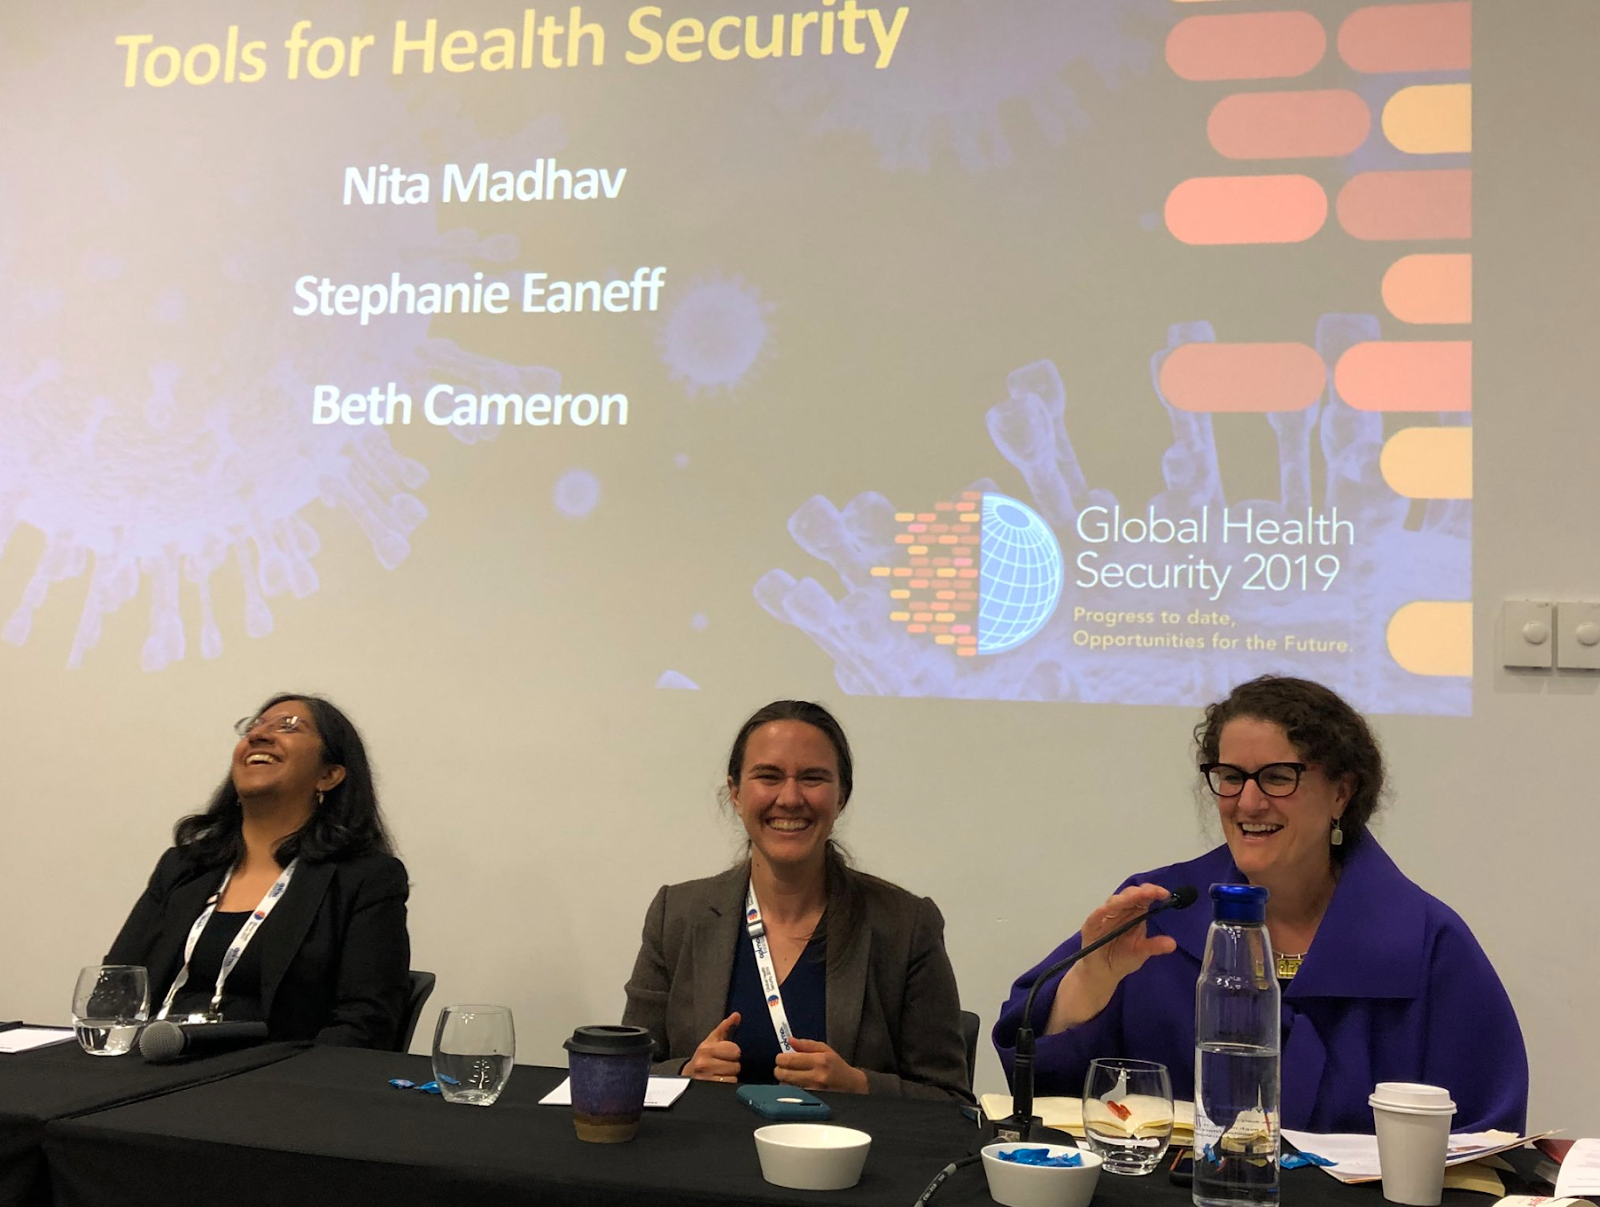 Tools for Health Security
Nita Madhav
Stephanie Eaneff
Beth Cameron
Global Health
Security 2019
Progress to date,
Opportunities for the Future.